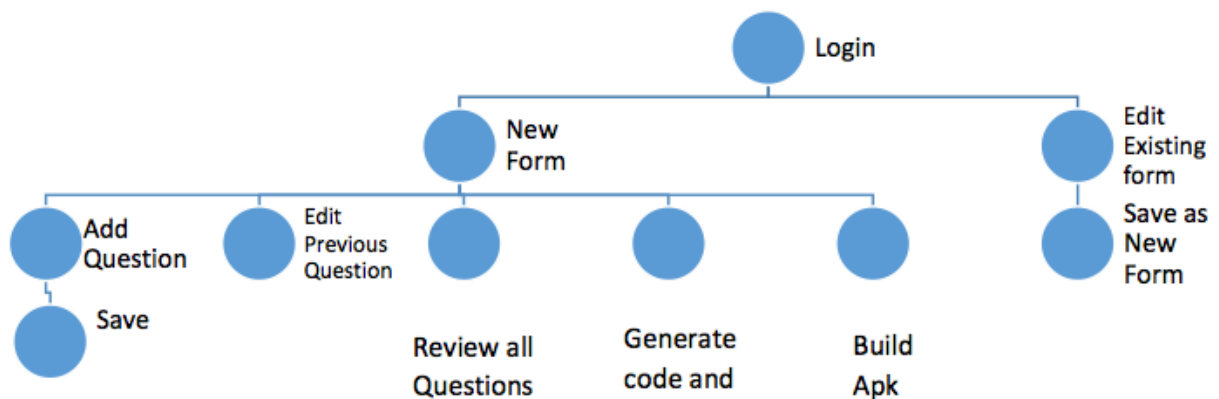 Login
New
Form
Edit
Existing
form
Add
Question
Edit
Previous
Question
Save as
New
Form
Save
Review all
Questions
Generate
code and
Build
Apk